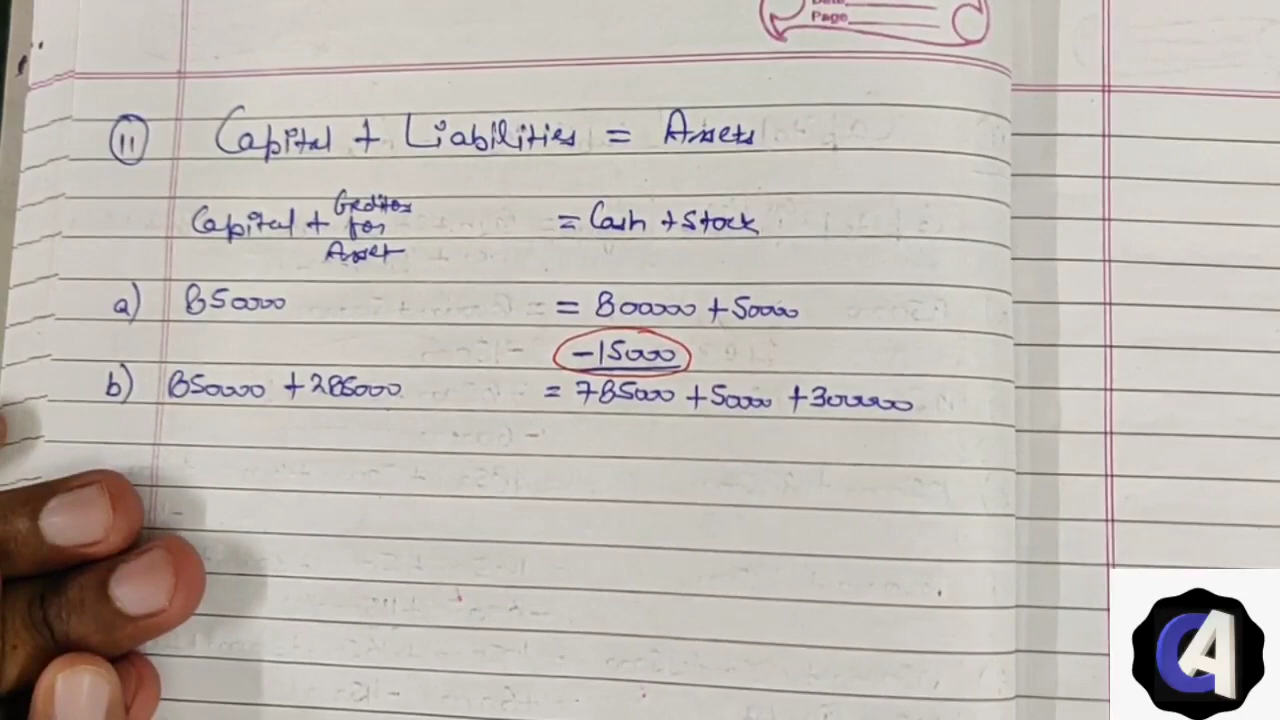 Page
11 Capital + Liabilities = Assets
Capital + Creditor for Asset = Cash + Stock
a) 850000 = 800000 + 50000
-15000
b) 850000 + 285000 = 785000 + 50000 + 300000
CA